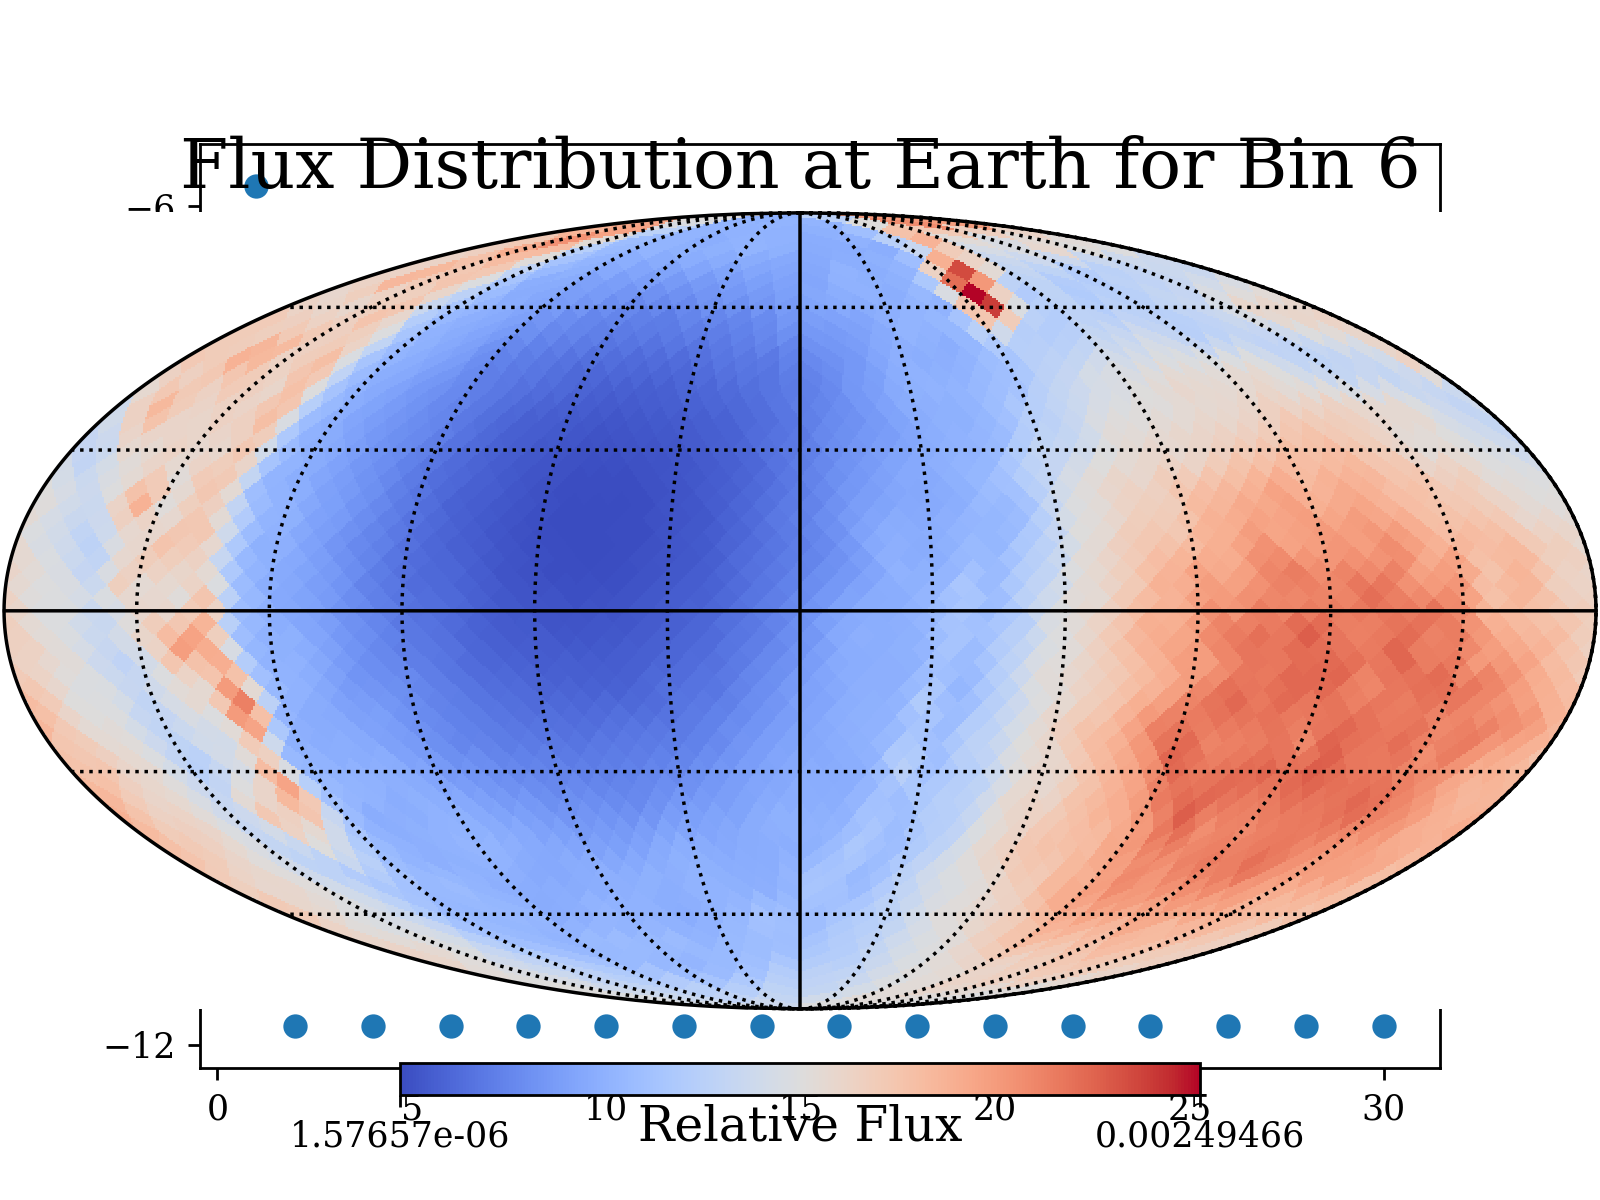 Flux Distribution at Earth for Bin 6
−6
−12
0 5 10 15 20 25 30
Relative Flux
1.57657e-06 0.00249466